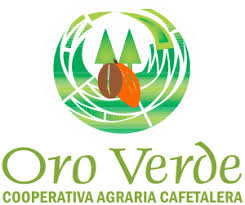 Oro Verde
COOPERATIVA AGRARIA CAFETALERA